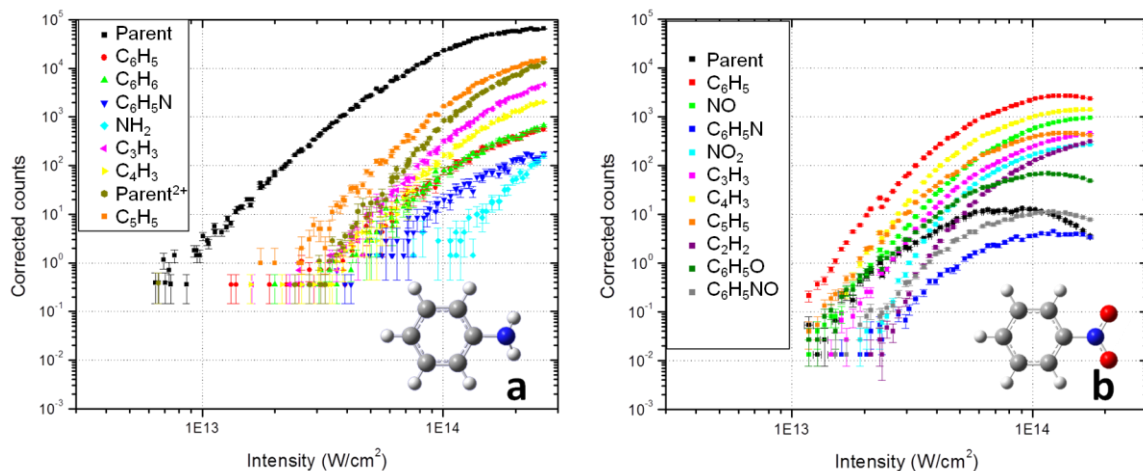 Corrected counts
10⁵
10⁴
10³
10²
10¹
10⁰
10⁻¹
10⁻²
10⁻³
Parent
C₆H₅
C₆H₆
C₆H₅N
NH₂
C₃H₃
C₄H₃
Parent²⁺
C₅H₅
a
1E13
1E14
Intensity (W/cm²)
Corrected counts
10⁵
10⁴
10³
10²
10¹
10⁰
10⁻¹
10⁻²
10⁻³
Parent
C₆H₅
NO
C₆H₅N
NO₂
C₃H₃
C₄H₃
C₅H₅
C₂H₂
C₆H₅O
C₆H₅NO
b
1E13
1E14
Intensity (W/cm²)